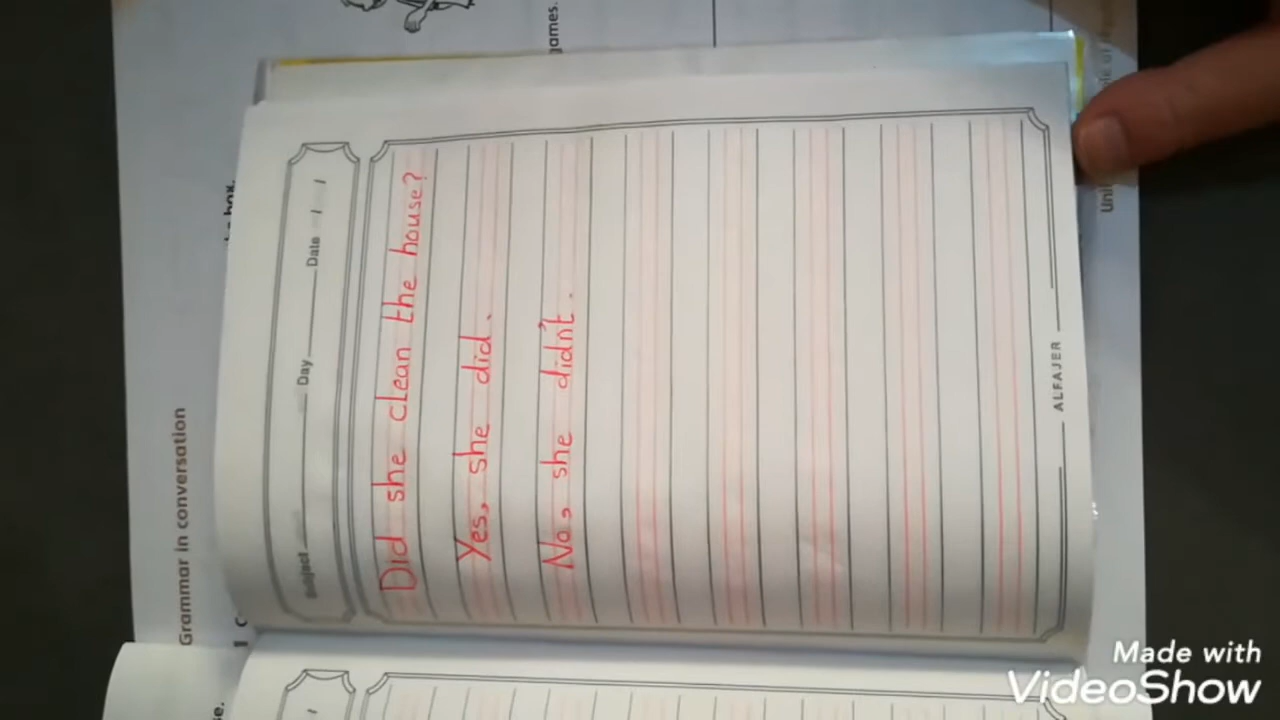 games.
Grammar in conversation
Subject Day Date / /
Did she clean the house?
Yes, she did.
No, she didn't.
ALFAJER
Made with
VideoShow